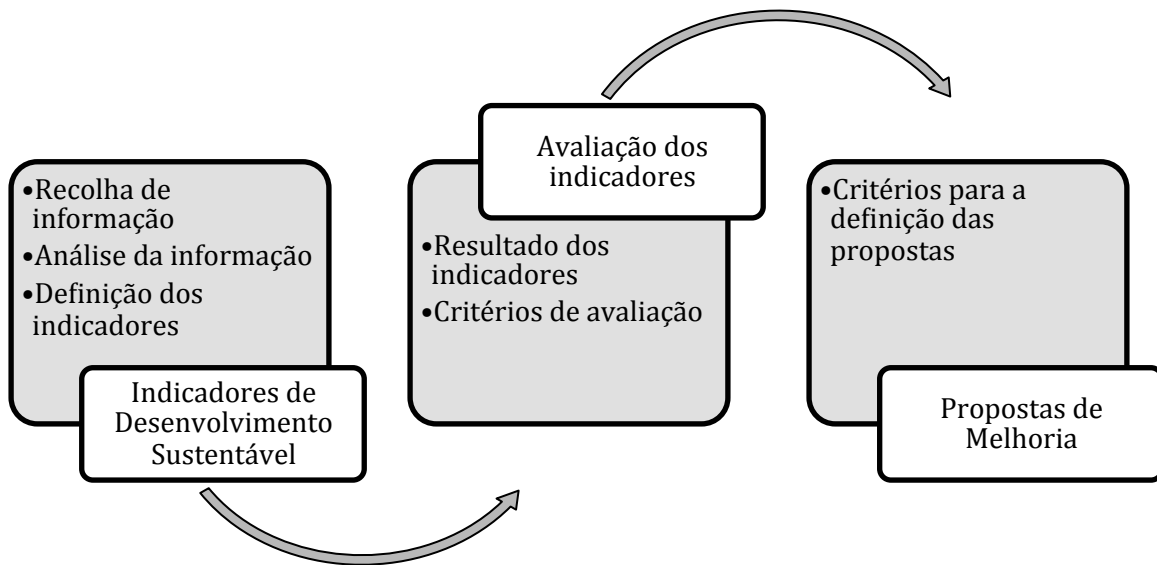 •Recolha de
informação
•Análise da informação
•Definição dos
indicadores
Indicadores de
Desenvolvimento
Sustentável
Avaliação dos
indicadores
•Resultado dos
indicadores
•Critérios de avaliação
•Critérios para a
definição das
propostas
Propostas de
Melhoria